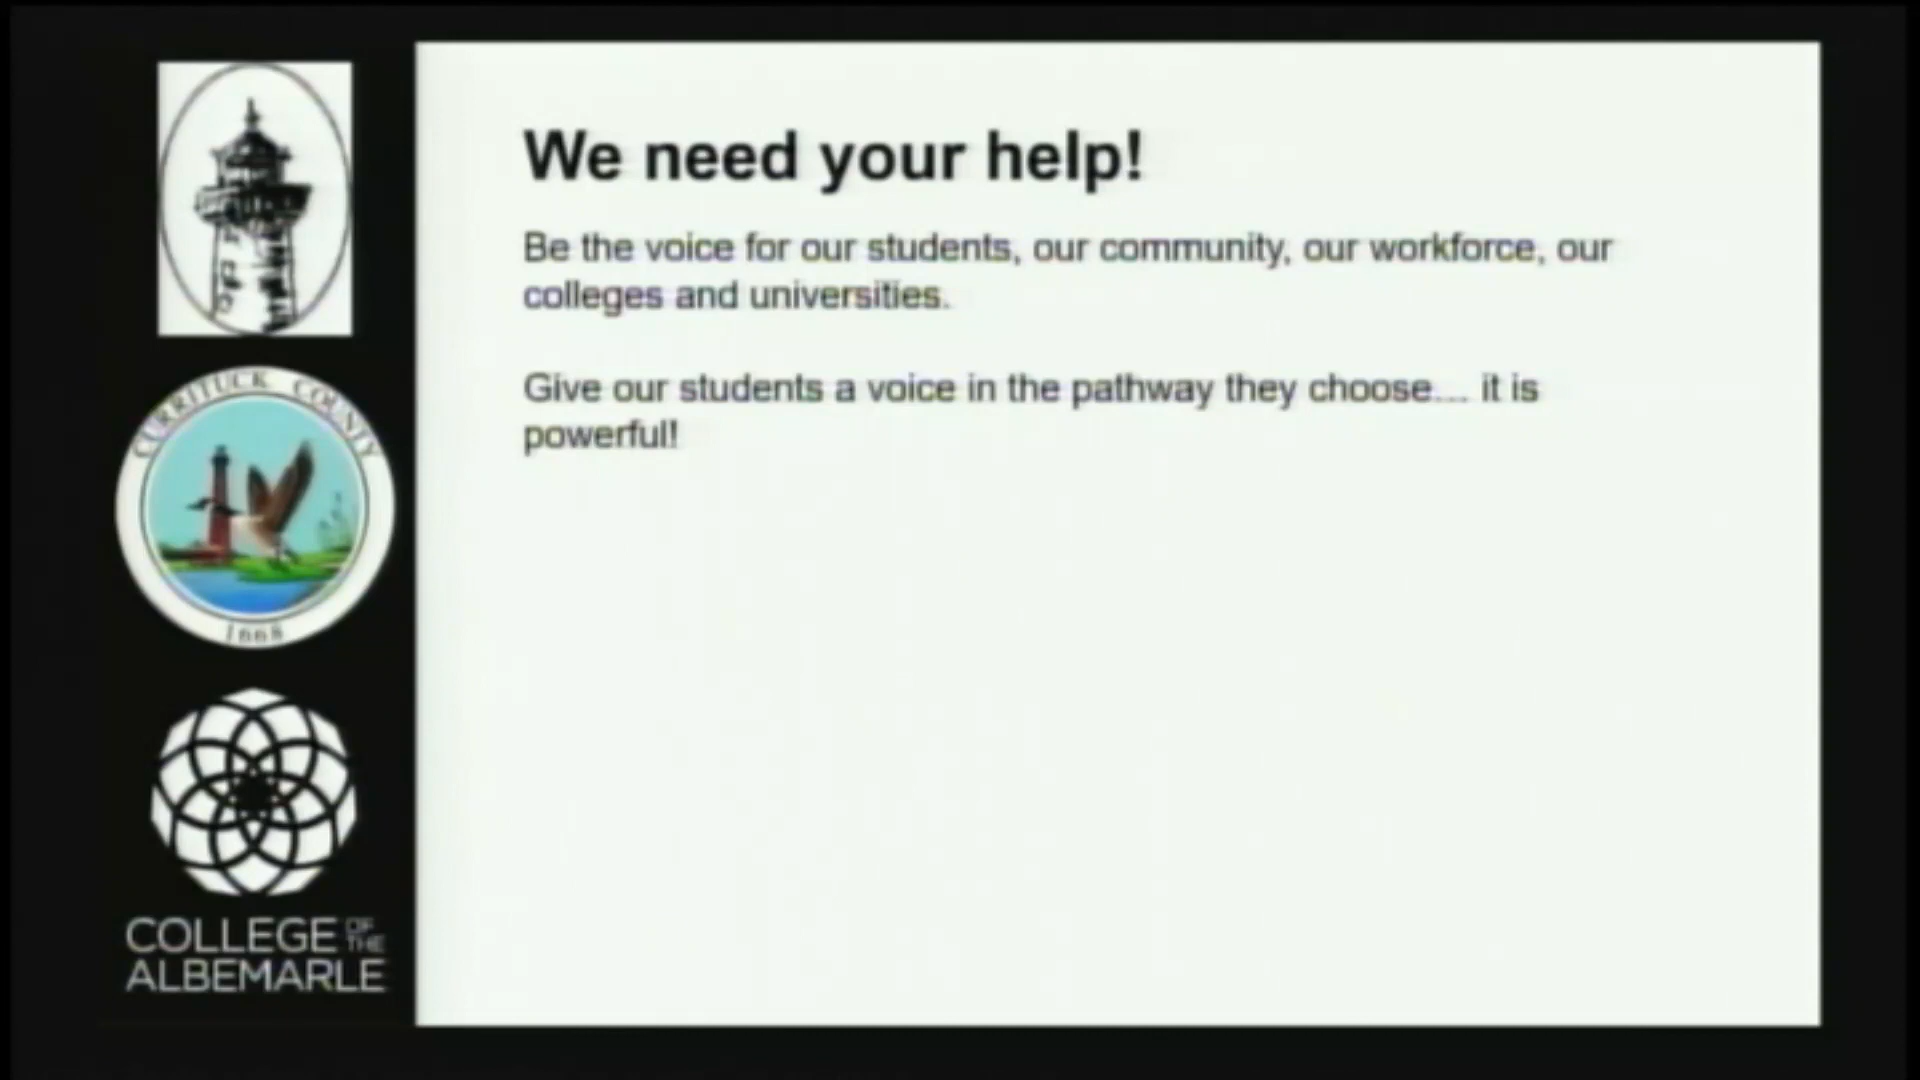 We need your help!
Be the voice for our students, our community, our workforce, our
colleges and universities.
Give our students a voice in the pathway they choose... it is
powerful!
CURRITUCK COUNTY
1668
COLLEGE OF THE
ALBEMARLE